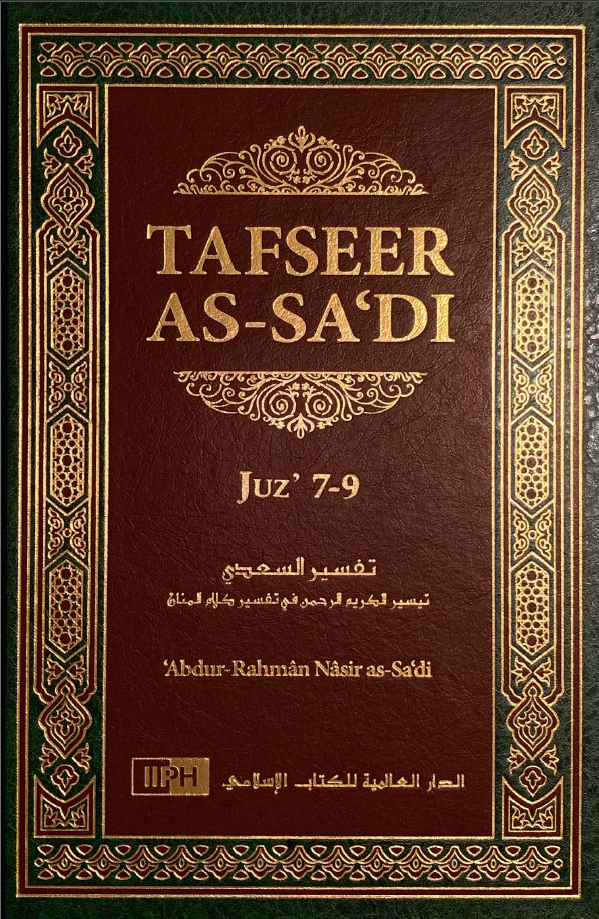 TAFSEER
AS-SA‘DI
JUZ’ 7-9
تفسير السعدي
تيسير الكريم الرحمن في تفسير كلام المنان
‘Abdur-Rahmân Nâsir as-Sa‘di
IIPH الدار العالمية للكتاب الإسلامي